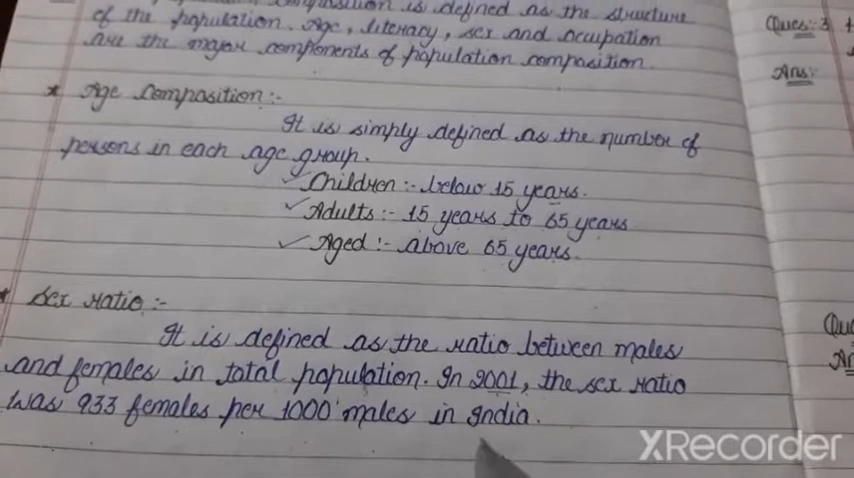 composition is defined as the structure
of the population. Age, literacy, sex and occupation
are the major components of population composition.
* Age Composition :-
It is simply defined as the number of
persons in each age group.
✓ Children :- below 15 years.
✓ Adults :- 15 years to 65 years
✓ Aged :- above 65 years.
* Sex ratio :-
It is defined as the ratio between males
and females in total population. In 2001, the sex ratio
was 933 females per 1000 males in India.
Ques:- 3
Ans:-
XRecorder